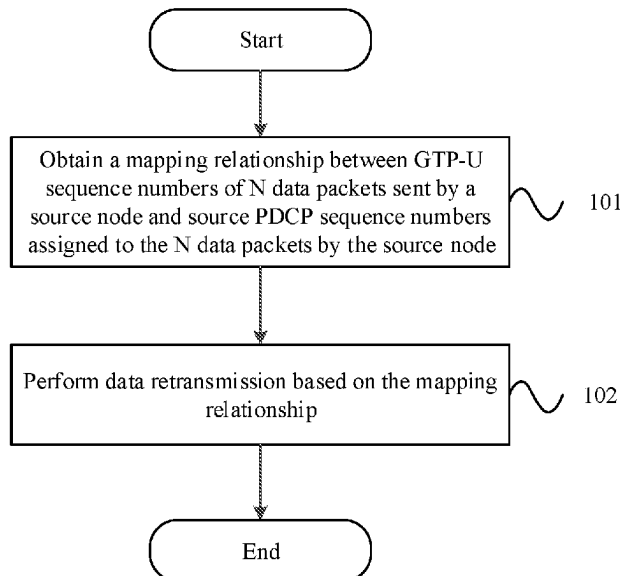 Start
Obtain a mapping relationship between GTP-U
sequence numbers of N data packets sent by a
source node and source PDCP sequence numbers
assigned to the N data packets by the source node
101
Perform data retransmission based on the mapping
relationship
102
End